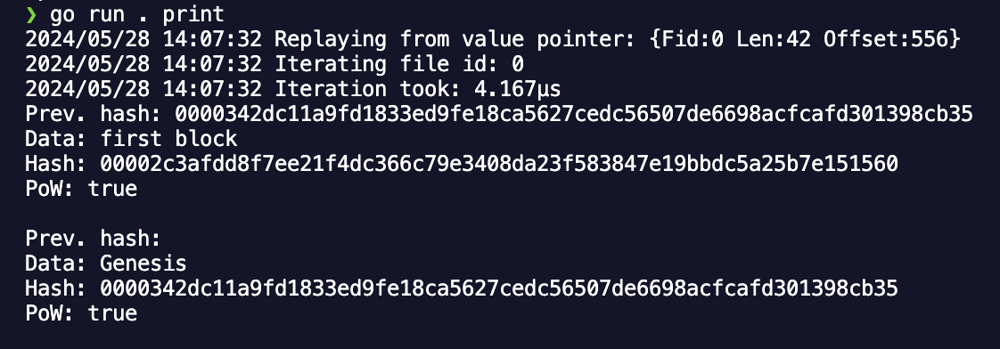 ❯ go run . print
2024/05/28 14:07:32 Replaying from value pointer: {Fid:0 Len:42 Offset:556}
2024/05/28 14:07:32 Iterating file id: 0
2024/05/28 14:07:32 Iteration took: 4.167µs
Prev. hash: 0000342dc11a9fd1833ed9fe18ca5627cedc56507de6698acfcafd301398cb35
Data: first block
Hash: 00002c3afdd8f7ee21f4dc366c79e3408da23f583847e19bbdc5a25b7e151560
PoW: true
Prev. hash:
Data: Genesis
Hash: 0000342dc11a9fd1833ed9fe18ca5627cedc56507de6698acfcafd301398cb35
PoW: true